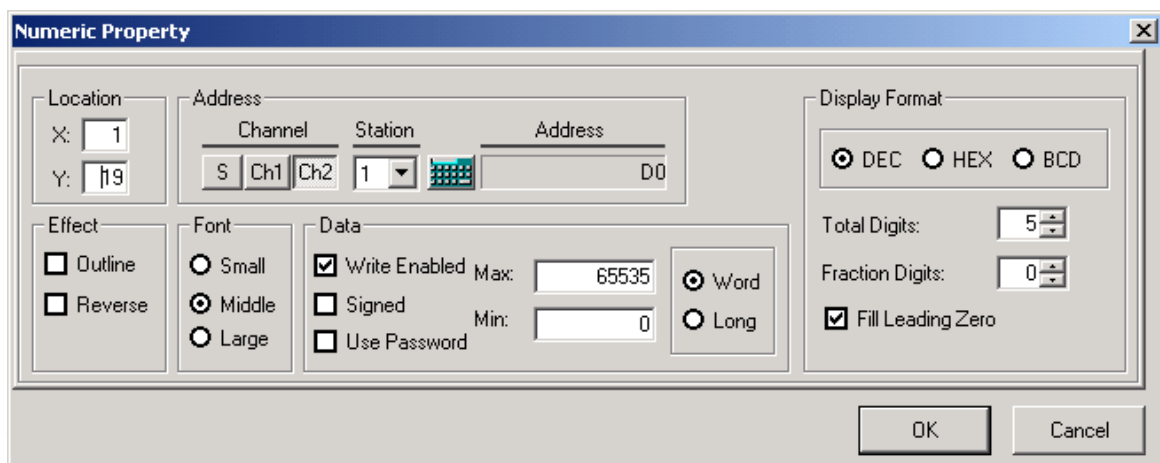 Numeric Property
Location
X: 1
Y: 19
Address
Channel Station Address
S Ch1 Ch2 1 D0
Effect
Outline
Reverse
Font
Small
Middle
Large
Data
Write Enabled Max: 65535
Signed
Min: 0
Use Password
Word
Long
Display Format
DEC HEX BCD
Total Digits: 5
Fraction Digits: 0
Fill Leading Zero
OK Cancel